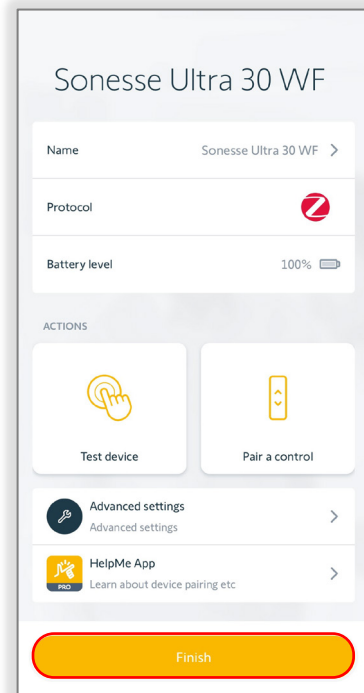 Sonesse Ultra 30 WF
Name Sonesse Ultra 30 WF
Protocol
Battery level 100%
ACTIONS
Test device Pair a control
Advanced settings
Advanced settings
HelpMe App
PRO
Learn about device pairing etc
Finish